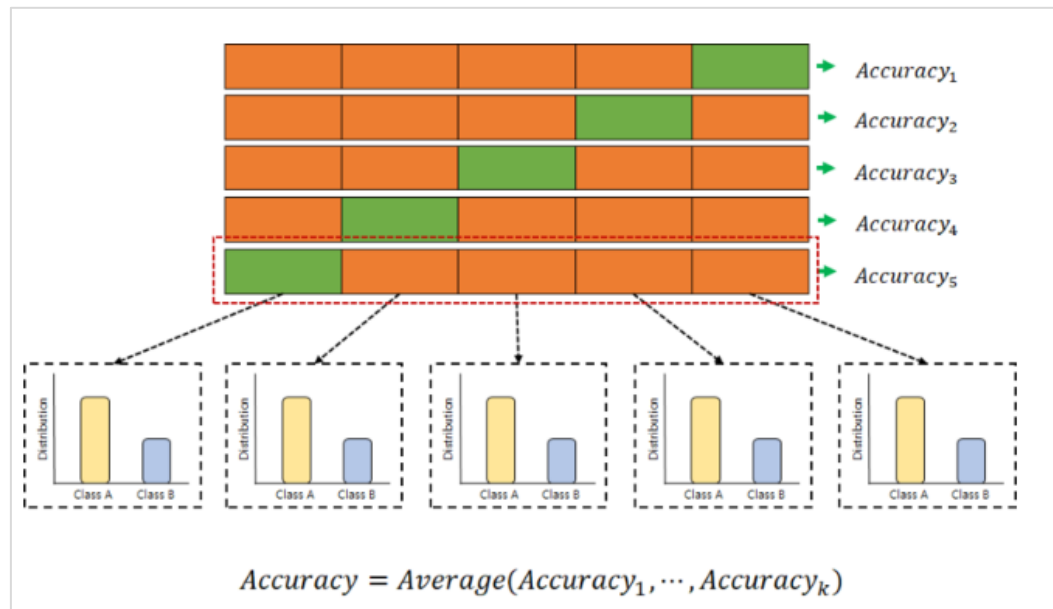 Accuracy₁
Accuracy₂
Accuracy₃
Accuracy₄
Accuracy₅
Distribution
Class A Class B
Distribution
Class A Class B
Distribution
Class A Class B
Distribution
Class A Class B
Distribution
Class A Class B
Accuracy = Average(Accuracy₁, ⋯, Accuracyₖ)